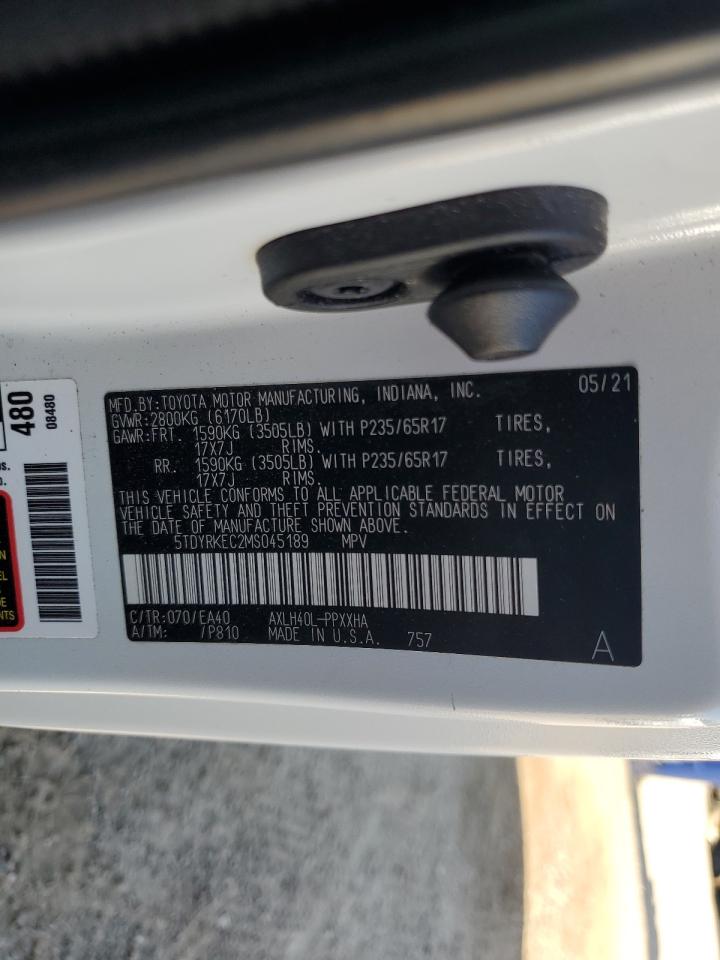 MFD.BY:TOYOTA MOTOR MANUFACTURING, INDIANA, INC. 05/21
GVWR:2800KG (6170LB)
GAWR:FRT. 1590KG (3505LB) WITH P235/65R17 TIRES,
17X7J RIMS.
RR. 1590KG (3505LB) WITH P235/65R17 TIRES,
17X7J RIMS.
THIS VEHICLE CONFORMS TO ALL APPLICABLE FEDERAL MOTOR
VEHICLE SAFETY AND THEFT PREVENTION STANDARDS IN EFFECT ON
THE DATE OF MANUFACTURE SHOWN ABOVE.
5TDYRKEC2MS045189 MPV
C/TR:070/EA40 AXLH40L-PPXXHA
A/TM: /P810 MADE IN U.S.A. 757
A
480
08480